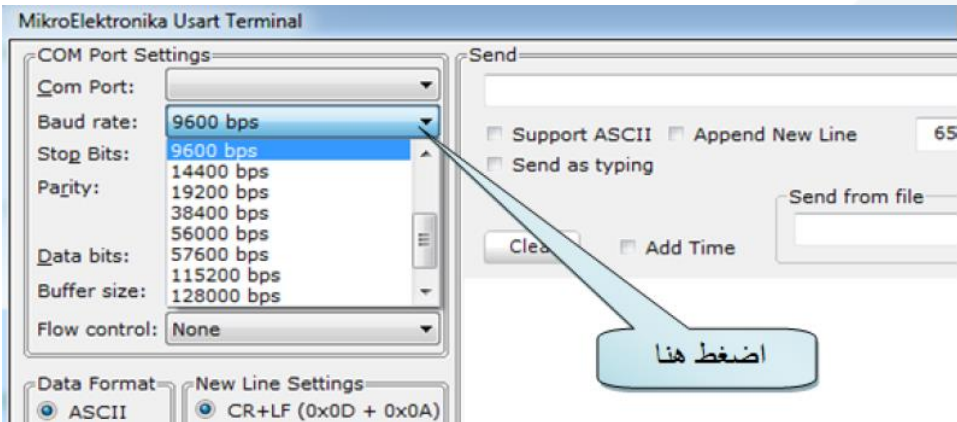 MikroElektronika Usart Terminal
COM Port Settings
Com Port:
Baud rate: 9600 bps
Stop Bits:
Parity:
Data bits:
Buffer size:
9600 bps
14400 bps
19200 bps
38400 bps
56000 bps
57600 bps
115200 bps
128000 bps
Flow control: None
Data Format
ASCII
New Line Settings
CR+LF (0x0D + 0x0A)
Send
Support ASCII Append New Line 65
Send as typing
Send from file
Add Time
اضغط هنا